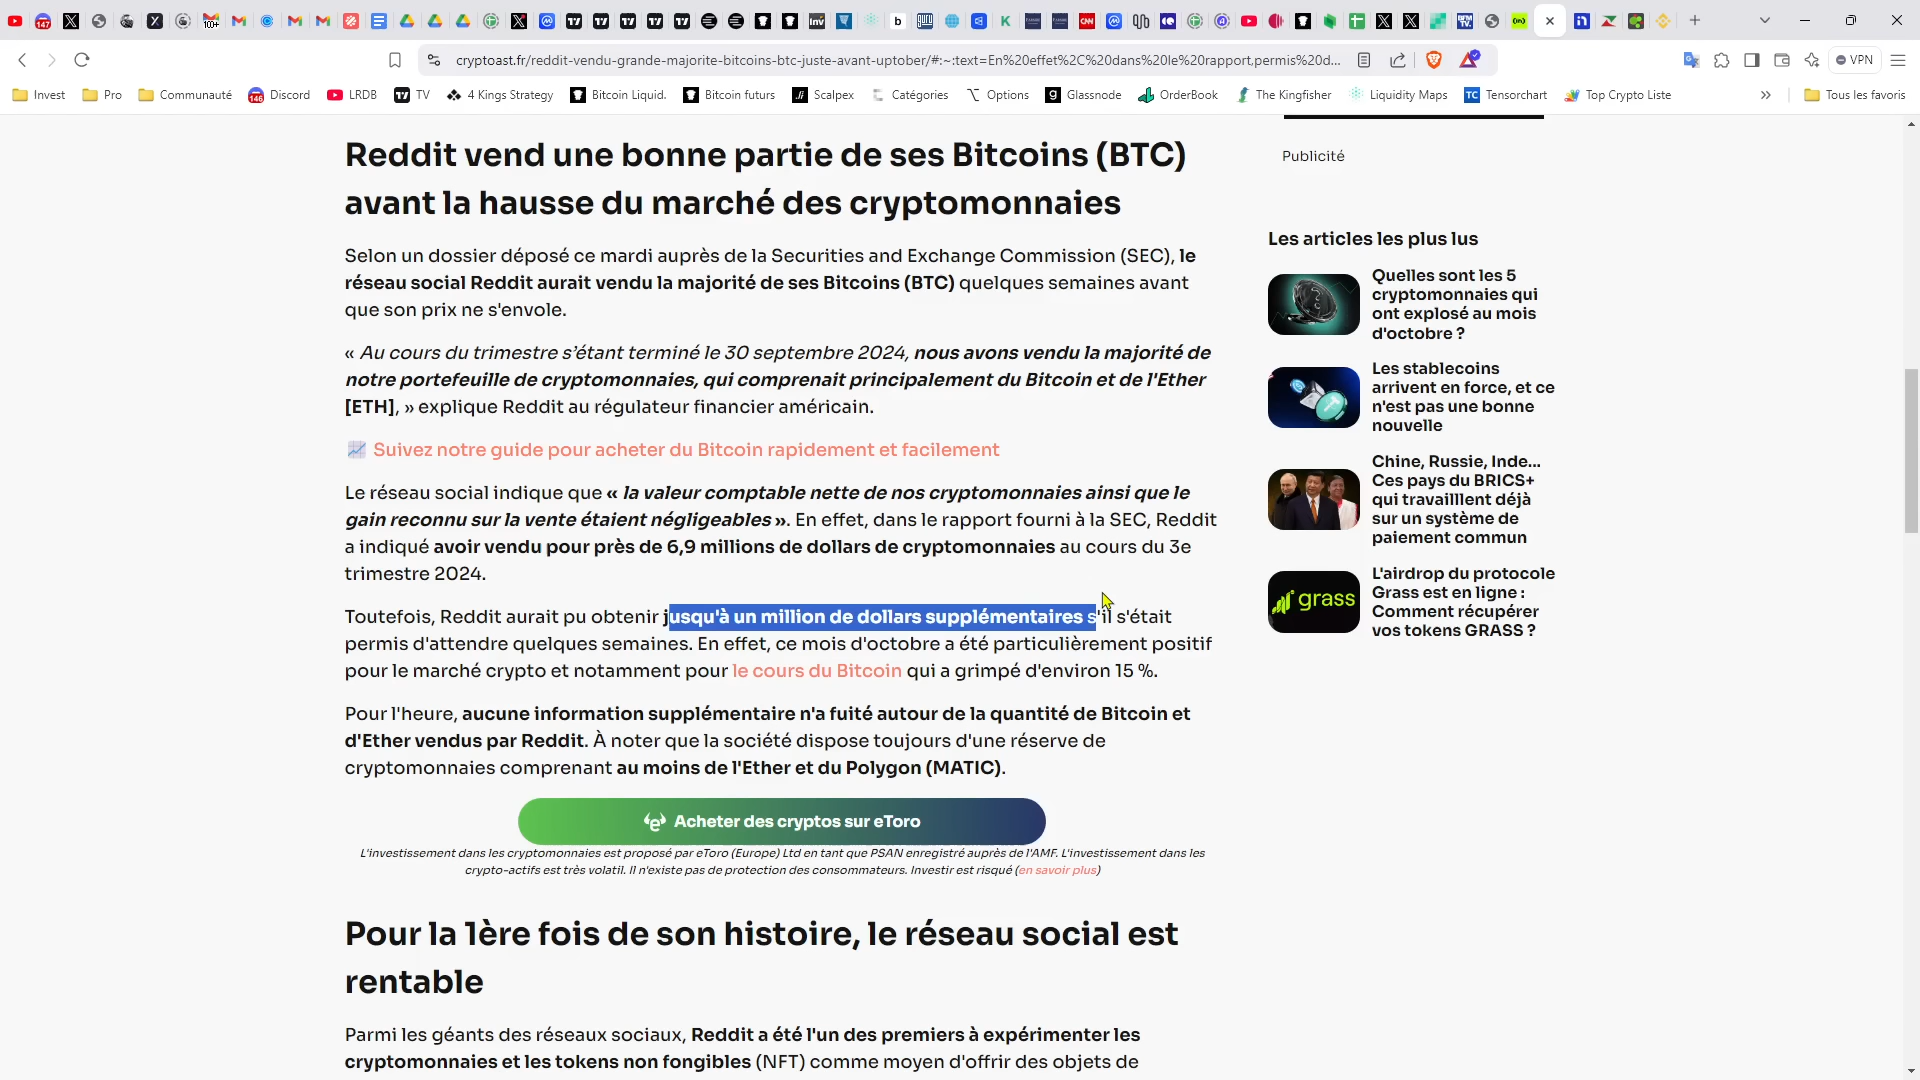 147
100+
cryptoast.fr/reddit-vendu-grande-majorite-bitcoins-btc-juste-avant-uptober/#:~:text=En%20effet%2C%20dans%20le%20rapport,permis%20d...
VPN
Invest
Pro
Communauté
Discord
LRDB
TV
4 Kings Strategy
Bitcoin Liquid.
Bitcoin futurs
Scalpex
Catégories
Options
Glassnode
OrderBook
The Kingfisher
Liquidity Maps
Tensorchart
Top Crypto Liste
Tous les favoris
Reddit vend une bonne partie de ses Bitcoins (BTC)
avant la hausse du marché des cryptomonnaies
Selon un dossier déposé ce mardi auprès de la Securities and Exchange Commission (SEC), le
réseau social Reddit aurait vendu la majorité de ses Bitcoins (BTC) quelques semaines avant
que son prix ne s'envole.
« Au cours du trimestre s’étant terminé le 30 septembre 2024, nous avons vendu la majorité de
notre portefeuille de cryptomonnaies, qui comprenait principalement du Bitcoin et de l'Ether
[ETH], » explique Reddit au régulateur financier américain.
Suivez notre guide pour acheter du Bitcoin rapidement et facilement
Le réseau social indique que « la valeur comptable nette de nos cryptomonnaies ainsi que le
gain reconnu sur la vente étaient négligeables ». En effet, dans le rapport fourni à la SEC, Reddit
a indiqué avoir vendu pour près de 6,9 millions de dollars de cryptomonnaies au cours du 3e
trimestre 2024.
Toutefois, Reddit aurait pu obtenir jusqu'à un million de dollars supplémentaires s'il s'était
permis d'attendre quelques semaines. En effet, ce mois d'octobre a été particulièrement positif
pour le marché crypto et notamment pour le cours du Bitcoin qui a grimpé d'environ 15 %.
Pour l'heure, aucune information supplémentaire n'a fuité autour de la quantité de Bitcoin et
d'Ether vendus par Reddit. À noter que la société dispose toujours d'une réserve de
cryptomonnaies comprenant au moins de l'Ether et du Polygon (MATIC).
Acheter des cryptos sur eToro
L'investissement dans les cryptomonnaies est proposé par eToro (Europe) Ltd en tant que PSAN enregistré auprès de l'AMF. L'investissement dans les
crypto-actifs est très volatil. Il n'existe pas de protection des consommateurs. Investir est risqué (en savoir plus)
Pour la 1ère fois de son histoire, le réseau social est
rentable
Parmi les géants des réseaux sociaux, Reddit a été l'un des premiers à expérimenter les
cryptomonnaies et les tokens non fongibles (NFT) comme moyen d'offrir des objets de
Publicité
Les articles les plus lus
Quelles sont les 5
cryptomonnaies qui
ont explosé au mois
d'octobre ?
Les stablecoins
arrivent en force, et ce
n'est pas une bonne
nouvelle
Chine, Russie, Inde...
Ces pays du BRICS+
qui travailllent déjà
sur un système de
paiement commun
grass
L'airdrop du protocole
Grass est en ligne :
Comment récupérer
vos tokens GRASS ?